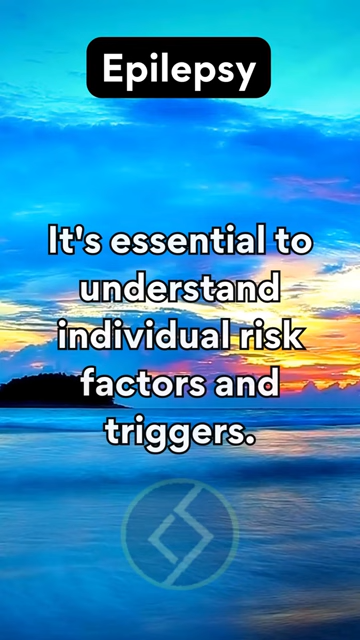 Epilepsy
It's essential to
understand
individual risk
factors and
triggers.